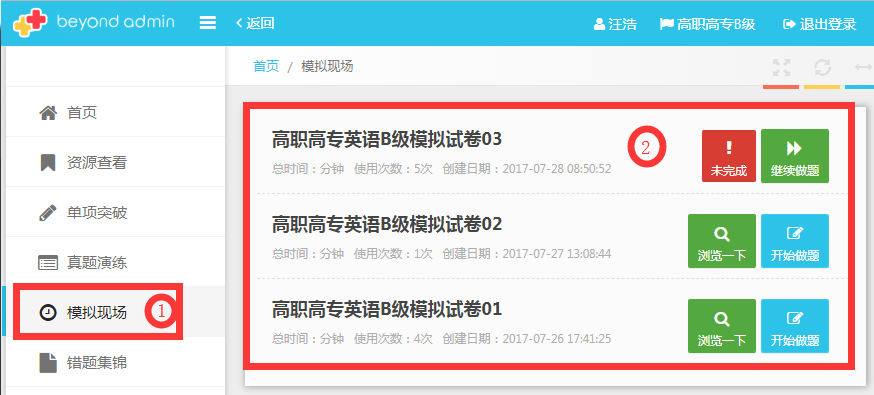 beyond admin
返回
汪浩
高职高专B级
退出登录
首页 / 模拟现场
首页
资源查看
单项突破
真题演练
模拟现场
1
错题集锦
高职高专英语B级模拟试卷03
总时间：分钟 使用次数：5次 创建日期：2017-07-28 08:50:52
2
未完成
继续做题
高职高专英语B级模拟试卷02
总时间：分钟 使用次数：1次 创建日期：2017-07-27 13:08:44
浏览一下
开始做题
高职高专英语B级模拟试卷01
总时间：分钟 使用次数：4次 创建日期：2017-07-26 17:41:25
浏览一下
开始做题